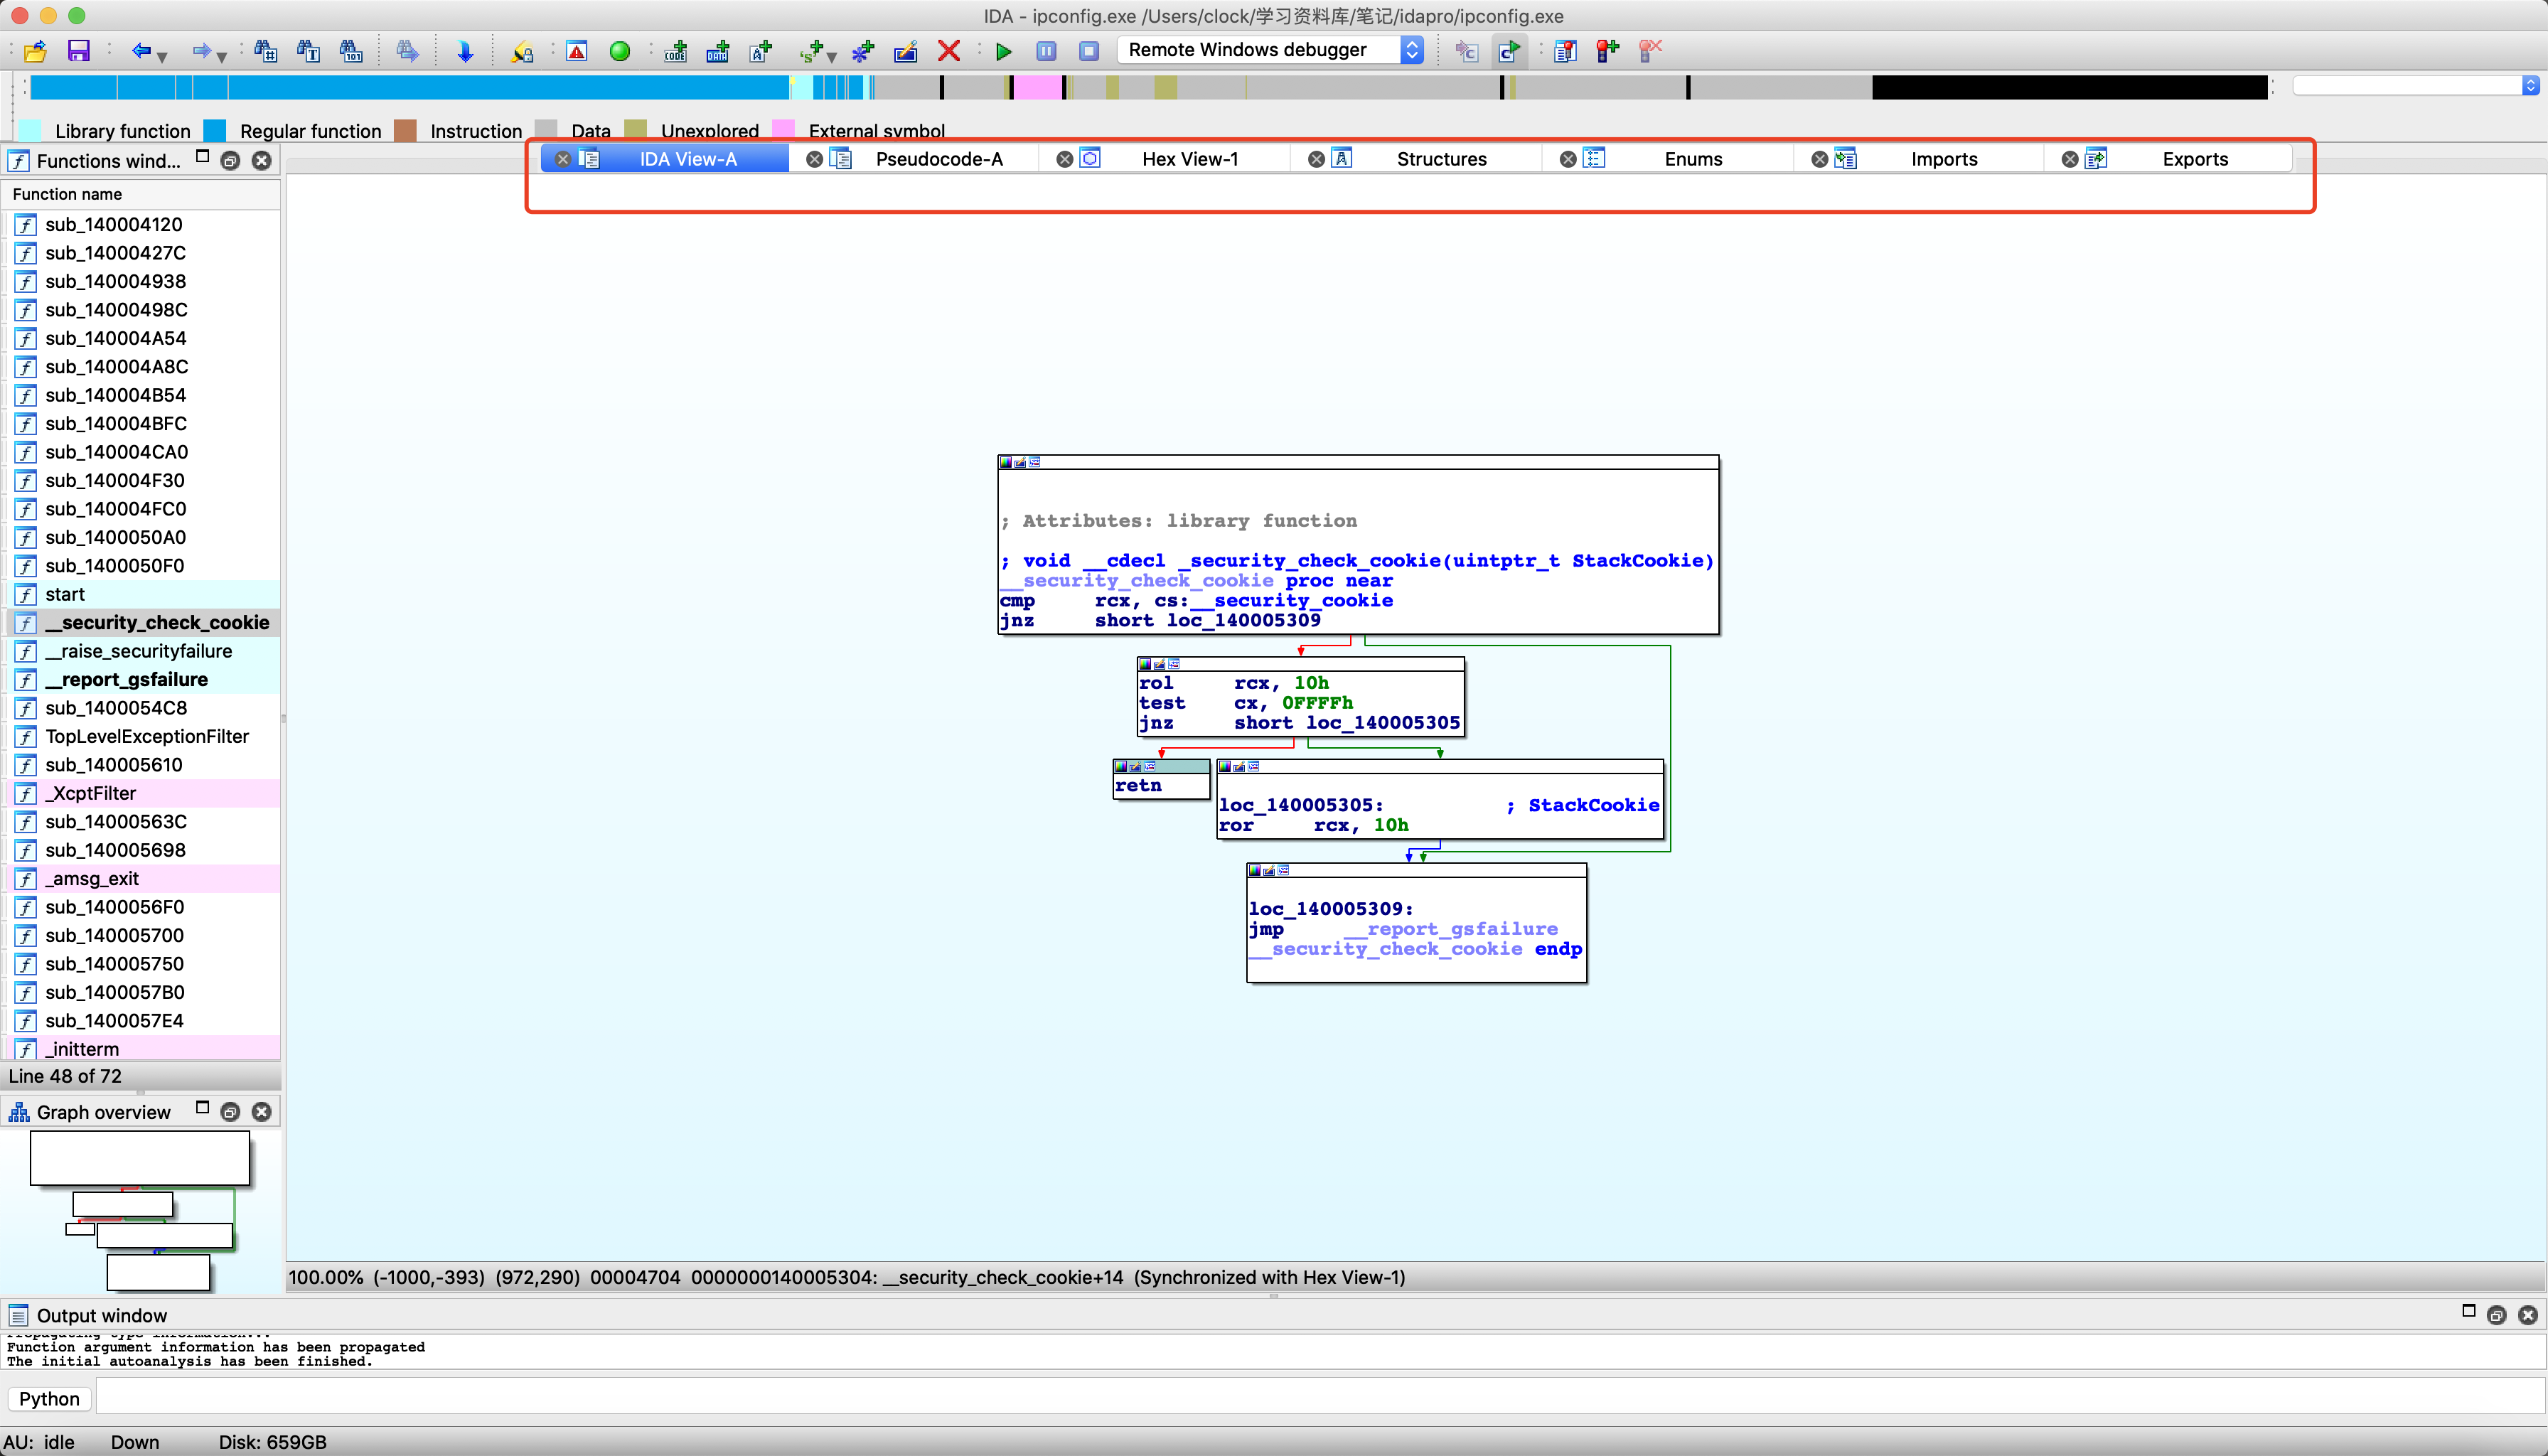 IDA - ipconfig.exe /Users/clock/学习资料库/笔记/idapro/ipconfig.exe
Remote Windows debugger
Library function Regular function Instruction Data Unexplored External symbol
Functions wind...
IDA View-A Pseudocode-A Hex View-1 Structures Enums Imports Exports
Function name
sub_140004120
sub_14000427C
sub_140004938
sub_14000498C
sub_140004A54
sub_140004A8C
sub_140004B54
sub_140004BFC
sub_140004CA0
sub_140004F30
sub_140004FC0
sub_1400050A0
sub_1400050F0
start
__security_check_cookie
__raise_securityfailure
__report_gsfailure
sub_1400054C8
TopLevelExceptionFilter
sub_140005610
_XcptFilter
sub_14000563C
sub_140005698
_amsg_exit
sub_1400056F0
sub_140005700
sub_140005750
sub_1400057B0
sub_1400057E4
_initterm
Line 48 of 72
Graph overview
; Attributes: library function
; void __cdecl _security_check_cookie(uintptr_t StackCookie)
__security_check_cookie proc near
cmp rcx, cs:__security_cookie
jnz short loc_140005309
rol rcx, 10h
test cx, 0FFFFh
jnz short loc_140005305
retn
loc_140005305: ; StackCookie
ror rcx, 10h
loc_140005309:
jmp __report_gsfailure
__security_check_cookie endp
100.00% (-1000,-393) (972,290) 00004704 0000000140005304: __security_check_cookie+14 (Synchronized with Hex View-1)
Output window
Propagating type information...
Function argument information has been propagated
The initial autoanalysis has been finished.
Python
AU: idle Down Disk: 659GB